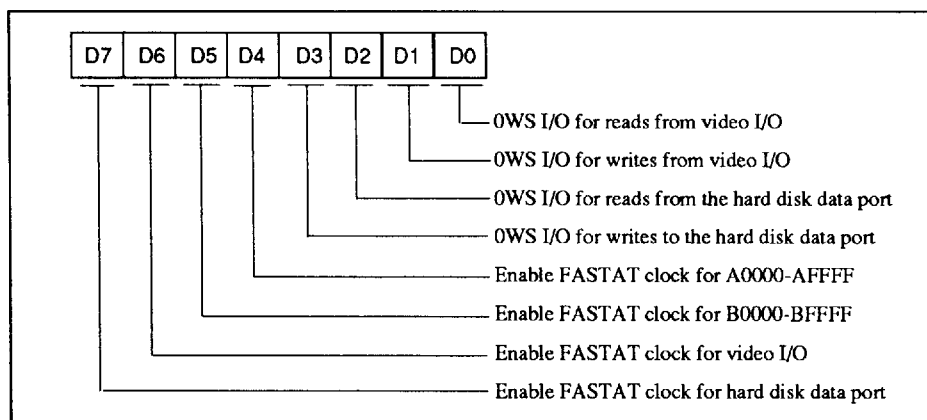 D7 D6 D5 D4 D3 D2 D1 D0
0WS I/O for reads from video I/O
0WS I/O for writes from video I/O
0WS I/O for reads from the hard disk data port
0WS I/O for writes to the hard disk data port
Enable FASTAT clock for A0000-AFFFF
Enable FASTAT clock for B0000-BFFFF
Enable FASTAT clock for video I/O
Enable FASTAT clock for hard disk data port